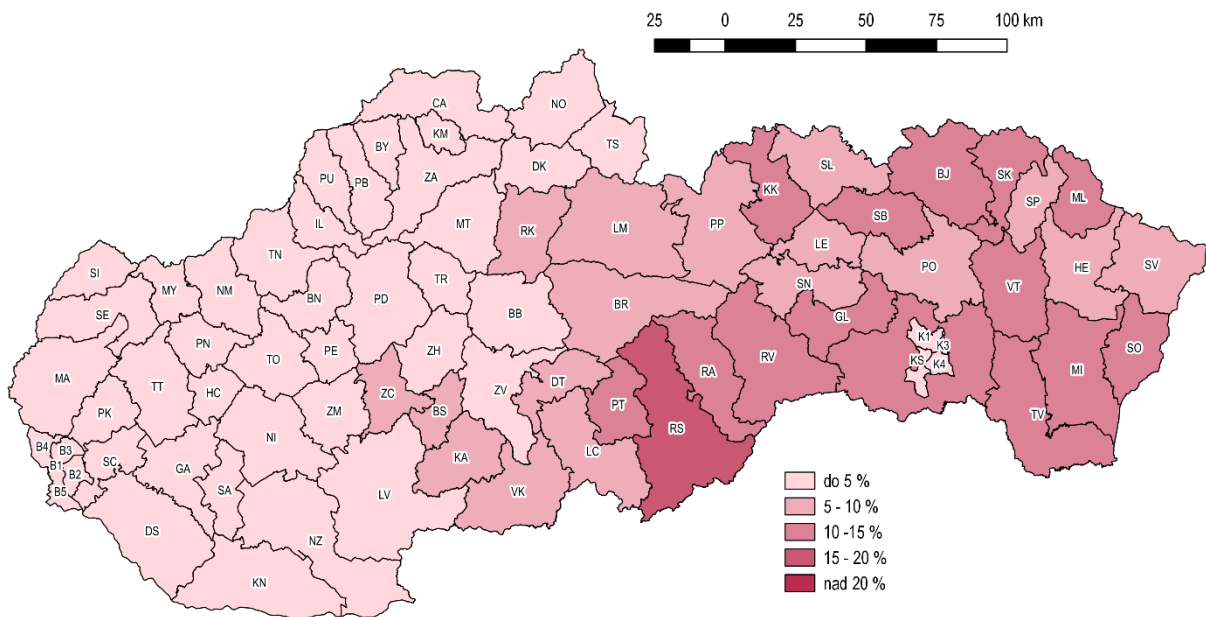 25 0 25 50 75 100 km
CA
NO
KM
TS
BY
DK
PU
PB
ZA
SL
BJ
SK
KK
ML
SP
IL
MT
SB
RK
LM
PP
LE
TN
PO
HE
SV
SI
MY
NM
BN
PD
TR
SN
VT
SE
BB
BR
GL
K1
K3
PN
TO
PE
ZH
KS
K4
SO
MA
TT
HC
ZC
ZV
DT
RA
RV
MI
PK
ZM
BS
PT
TV
B4
B3
B1
B2
B5
SC
NI
RS
GA
SA
LV
KA
LC
VK
DS
NZ
KN
do 5 %
5 - 10 %
10 -15 %
15 - 20 %
nad 20 %